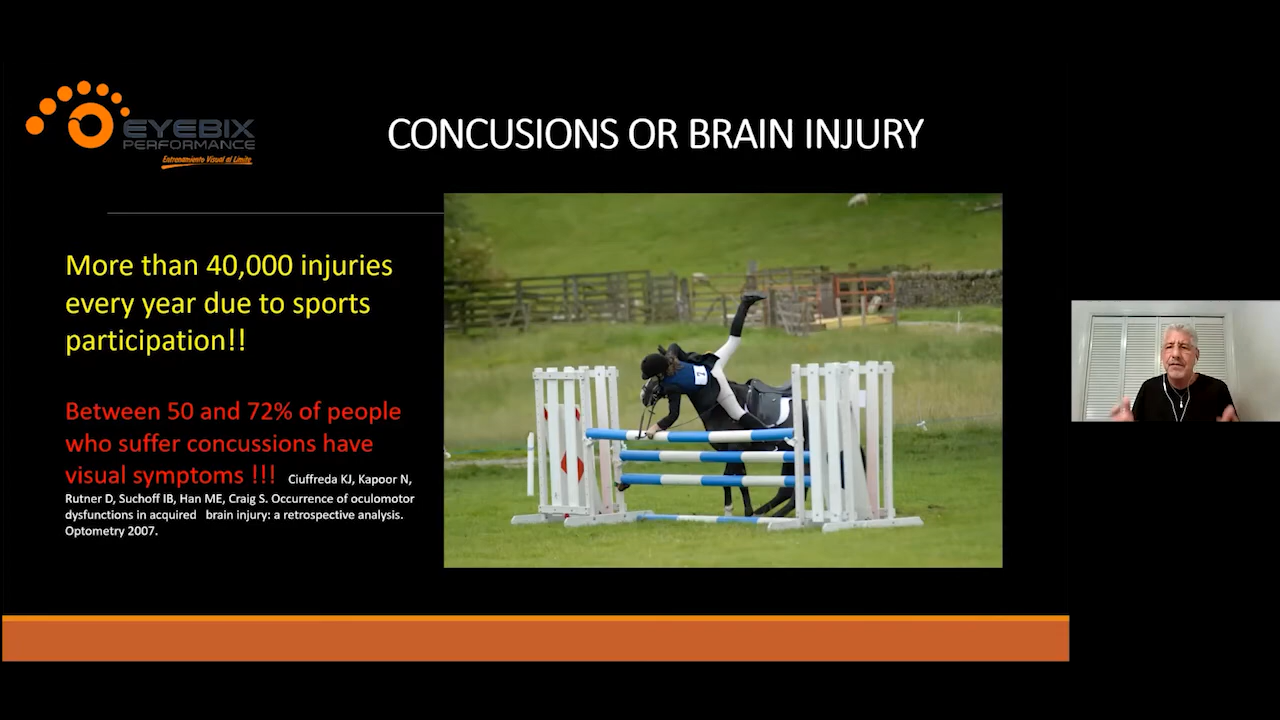 EYEBIX
PERFORMANCE
Entrenamiento Visual al Limite
CONCUSIONS OR BRAIN INJURY
More than 40,000 injuries
every year due to sports
participation!!
Between 50 and 72% of people
who suffer concussions have
visual symptoms !!! Ciuffreda KJ, Kapoor N,
Rutner D, Suchoff IB, Han ME, Craig S. Occurrence of oculomotor
dysfunctions in acquired brain injury: a retrospective analysis.
Optometry 2007.